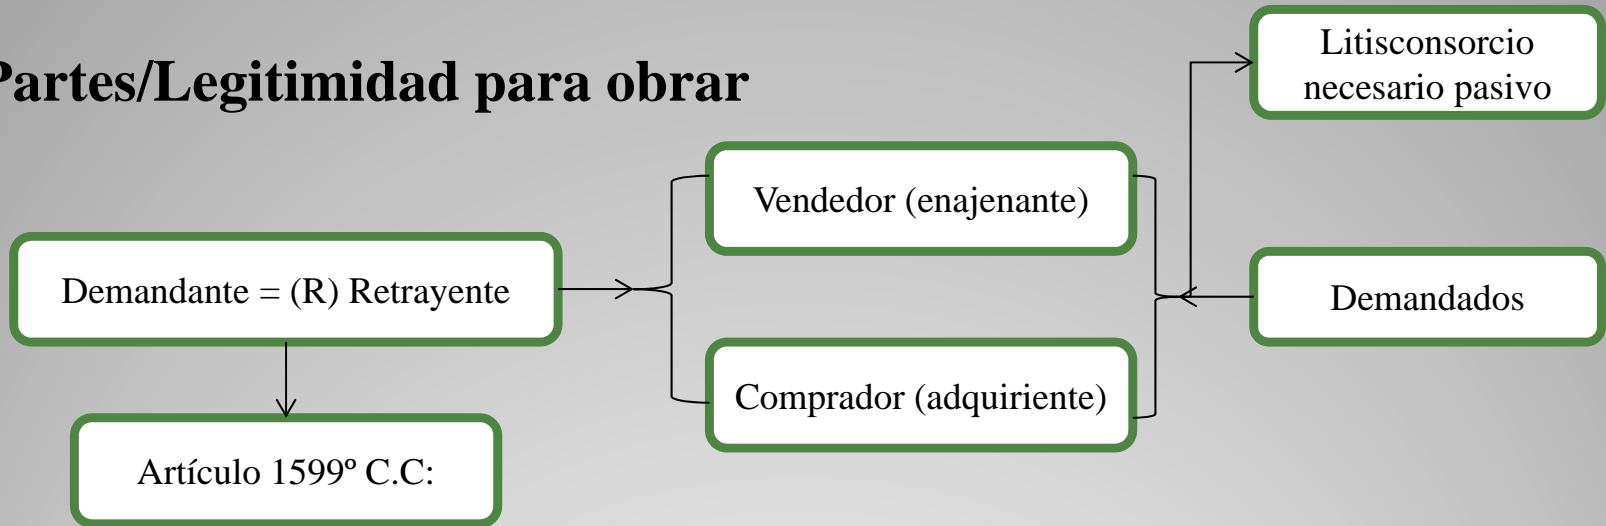 Partes/Legitimidad para obrar
Litisconsorcio
necesario pasivo
Vendedor (enajenante)
Demandante = (R) Retrayente
Demandados
Comprador (adquiriente)
Artículo 1599º C.C: